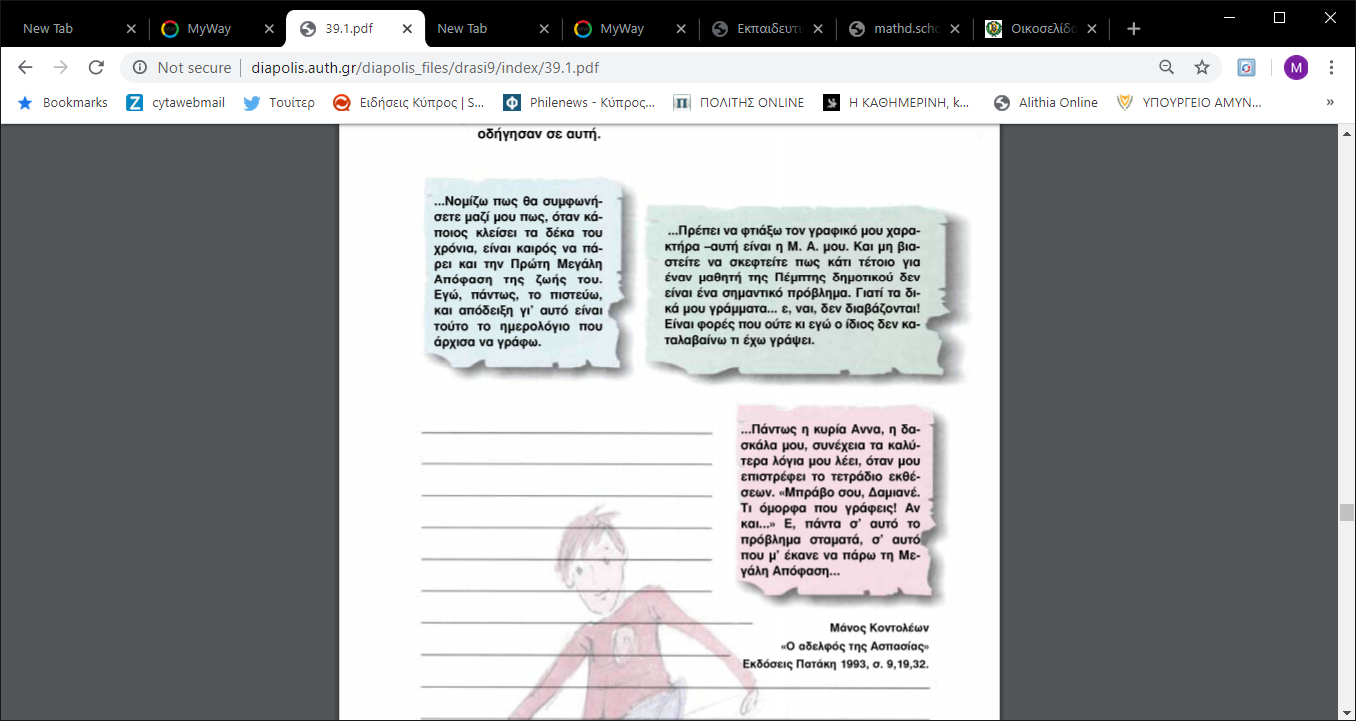 New Tab
MyWay
39.1.pdf
New Tab
MyWay
Εκπαιδευτι
mathd.scho
Οικοσελίδα
Not secure
diapolis.auth.gr/diapolis_files/drasi9/index/39.1.pdf
M
Bookmarks
cytawebmail
Τουίτερ
Ειδήσεις Κύπρος | S...
Philenews - Κύπρος...
ΠΟΛΙΤΗΣ ONLINE
Η ΚΑΘΗΜΕΡΙΝΗ, k...
Alithia Online
ΥΠΟΥΡΓΕΙΟ ΑΜΥΝ...
»
οδήγησαν σε αυτή.
...Νομίζω πως θα συμφωνή-
σετε μαζί μου πως, όταν κά-
ποιος κλείσει τα δέκα του
χρόνια, είναι καιρός να πά-
ρει και την Πρώτη Μεγάλη
Απόφαση της ζωής του.
Εγώ, πάντως, το πιστεύω,
και απόδειξη γι' αυτό είναι
τούτο το ημερολόγιο που
άρχισα να γράφω.
...Πρέπει να φτιάξω τον γραφικό μου χαρα-
κτήρα –αυτή είναι η Μ. Α. μου. Και μη βια-
στείτε να σκεφτείτε πως κάτι τέτοιο για
έναν μαθητή της Πέμπτης δημοτικού δεν
είναι ένα σημαντικό πρόβλημα. Γιατί τα δι-
κά μου γράμματα... ε, ναι, δεν διαβάζονται!
Είναι φορές που ούτε κι εγώ ο ίδιος δεν κα-
ταλαβαίνω τι έχω γράψει.
...Πάντως η κυρία Αννα, η δα-
σκάλα μου, συνέχεια τα καλύ-
τερα λόγια μου λέει, όταν μου
επιστρέφει το τετράδιο εκθέ-
σεων. «Μπράβο σου, Δαμιανέ.
Τι όμορφα που γράφεις! Αν
και...» Ε, πάντα σ' αυτό το
πρόβλημα σταματά, σ' αυτό
που μ' έκανε να πάρω τη Με-
γάλη Απόφαση...
Μάνος Κοντολέων
«Ο αδελφός της Ασπασίας»
Εκδόσεις Πατάκη 1993, σ. 9,19,32.